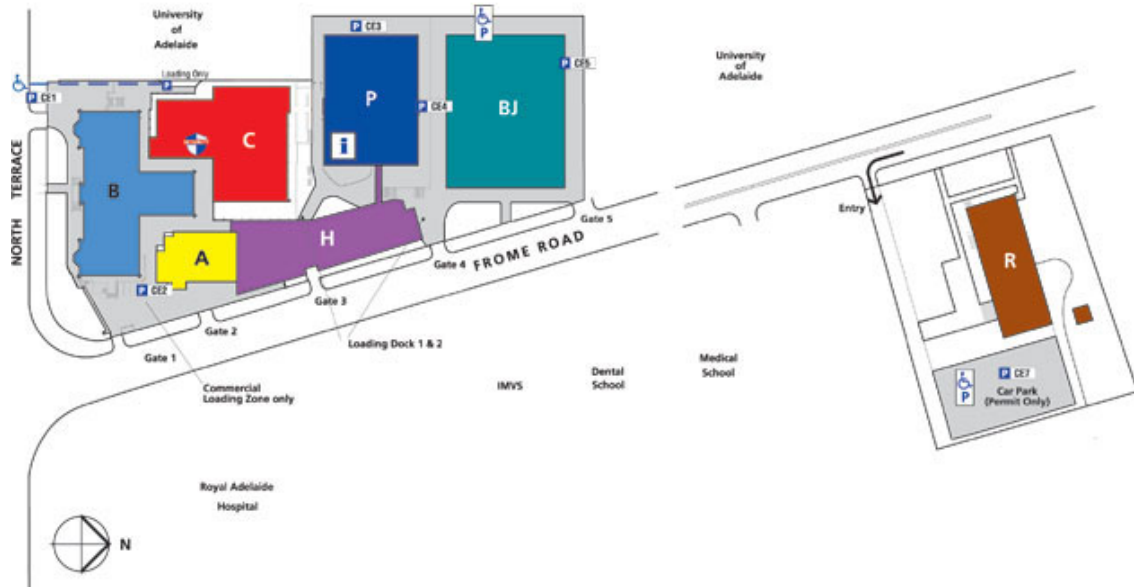 University
of
Adelaide
Loading Only
P
P CE1
P CE3
P
P CE5
University
of
Adelaide
P
P CE4
BJ
C
i
B
NORTH TERRACE
Entry
A
H
R
Gate 5
FROME ROAD
Gate 4
P CE2
Gate 3
Gate 2
Loading Dock 1 & 2
Gate 1
Commercial
Loading Zone only
IMVS
Dental
School
Medical
School
P
P CE7
Car Park
(Permit Only)
Royal Adelaide
Hospital
N